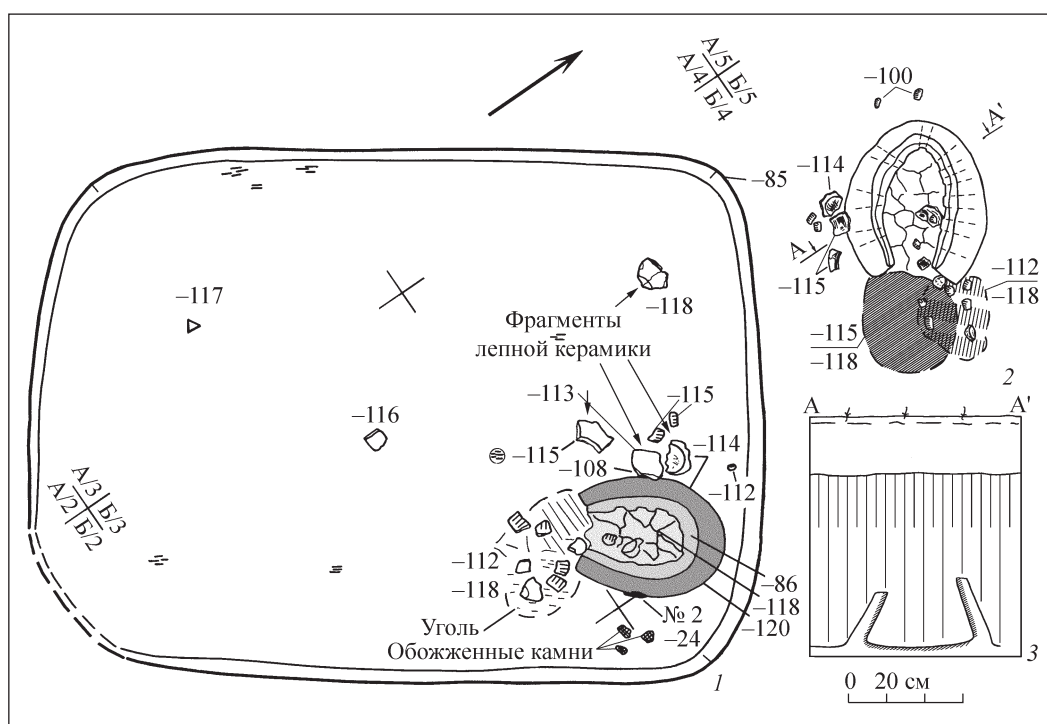 А/5 Б/5
А/4 Б/4
–100
А'
–114
–85
А
–115
–112
–118
–117
–118
Фрагменты
лепной керамики
–115
–118
2
А А'
–113
–115
–116
–114
–115
–108
–112
А/3 Б/3
А/2 Б/2
–112
–86
–118
–118
№ 2
–120
Уголь
–24
Обожженные камни
1
3
0 20 см